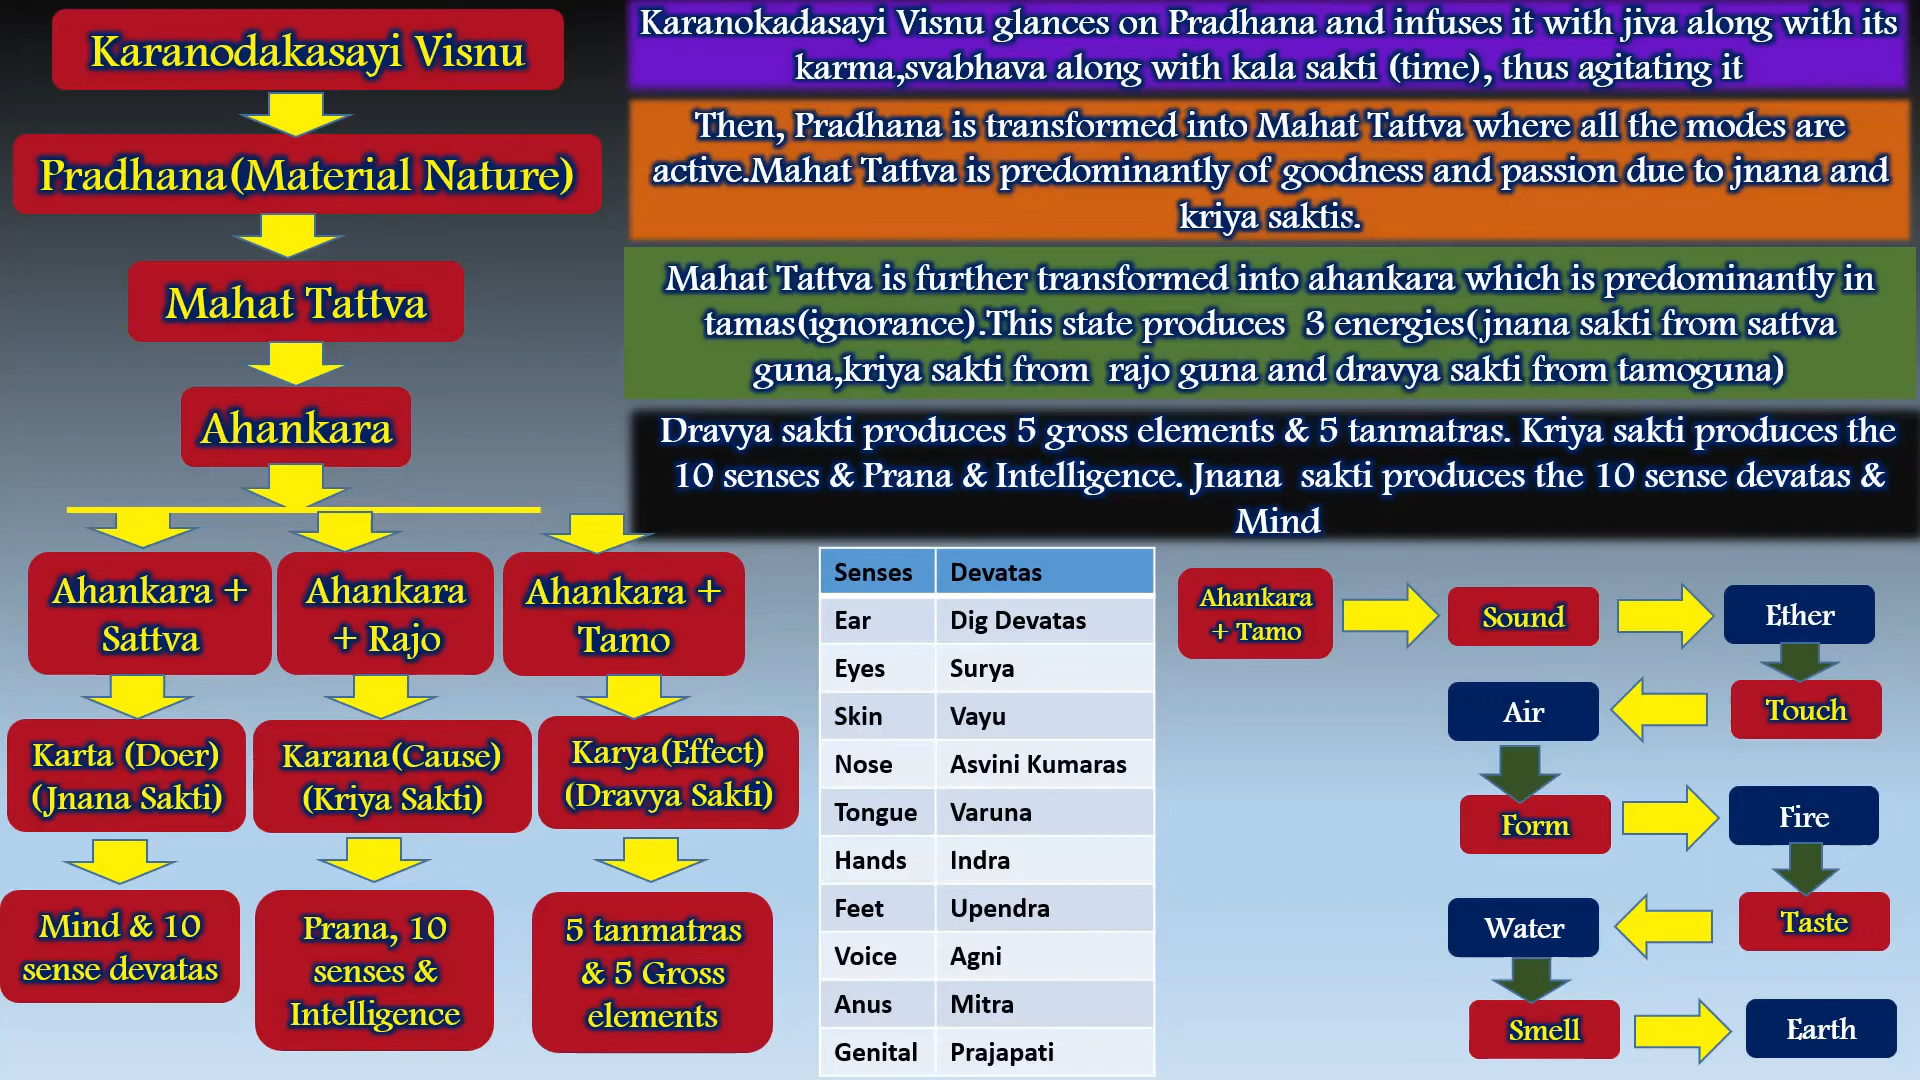 Karanodakasayi Visnu
Pradhana(Material Nature)
Mahat Tattva
Ahankara
Karanokadasayi Visnu glances on Pradhana and infuses it with jiva along with its
karma,svabhava along with kala sakti (time), thus agitating it
Then, Pradhana is transformed into Mahat Tattva where all the modes are
active.Mahat Tattva is predominantly of goodness and passion due to jnana and
kriya saktis.
Mahat Tattva is further transformed into ahankara which is predominantly in
tamas(ignorance).This state produces 3 energies(jnana sakti from sattva
guna,kriya sakti from rajo guna and dravya sakti from tamoguna)
Dravya sakti produces 5 gross elements & 5 tanmatras. Kriya sakti produces the
10 senses & Prana & Intelligence. Jnana sakti produces the 10 sense devatas &
Mind
Ahankara +
Sattva
Ahankara
+ Rajo
Ahankara +
Tamo
Karta (Doer)
(Jnana Sakti)
Karana(Cause)
(Kriya Sakti)
Karya(Effect)
(Dravya Sakti)
Mind & 10
sense devatas
Prana, 10
senses &
Intelligence
5 tanmatras
& 5 Gross
elements
Senses Devatas
Ear Dig Devatas
Eyes Surya
Skin Vayu
Nose Asvini Kumaras
Tongue Varuna
Hands Indra
Feet Upendra
Voice Agni
Anus Mitra
Genital Prajapati
Ahankara
+ Tamo
Sound
Ether
Touch
Air
Form
Fire
Taste
Water
Smell
Earth